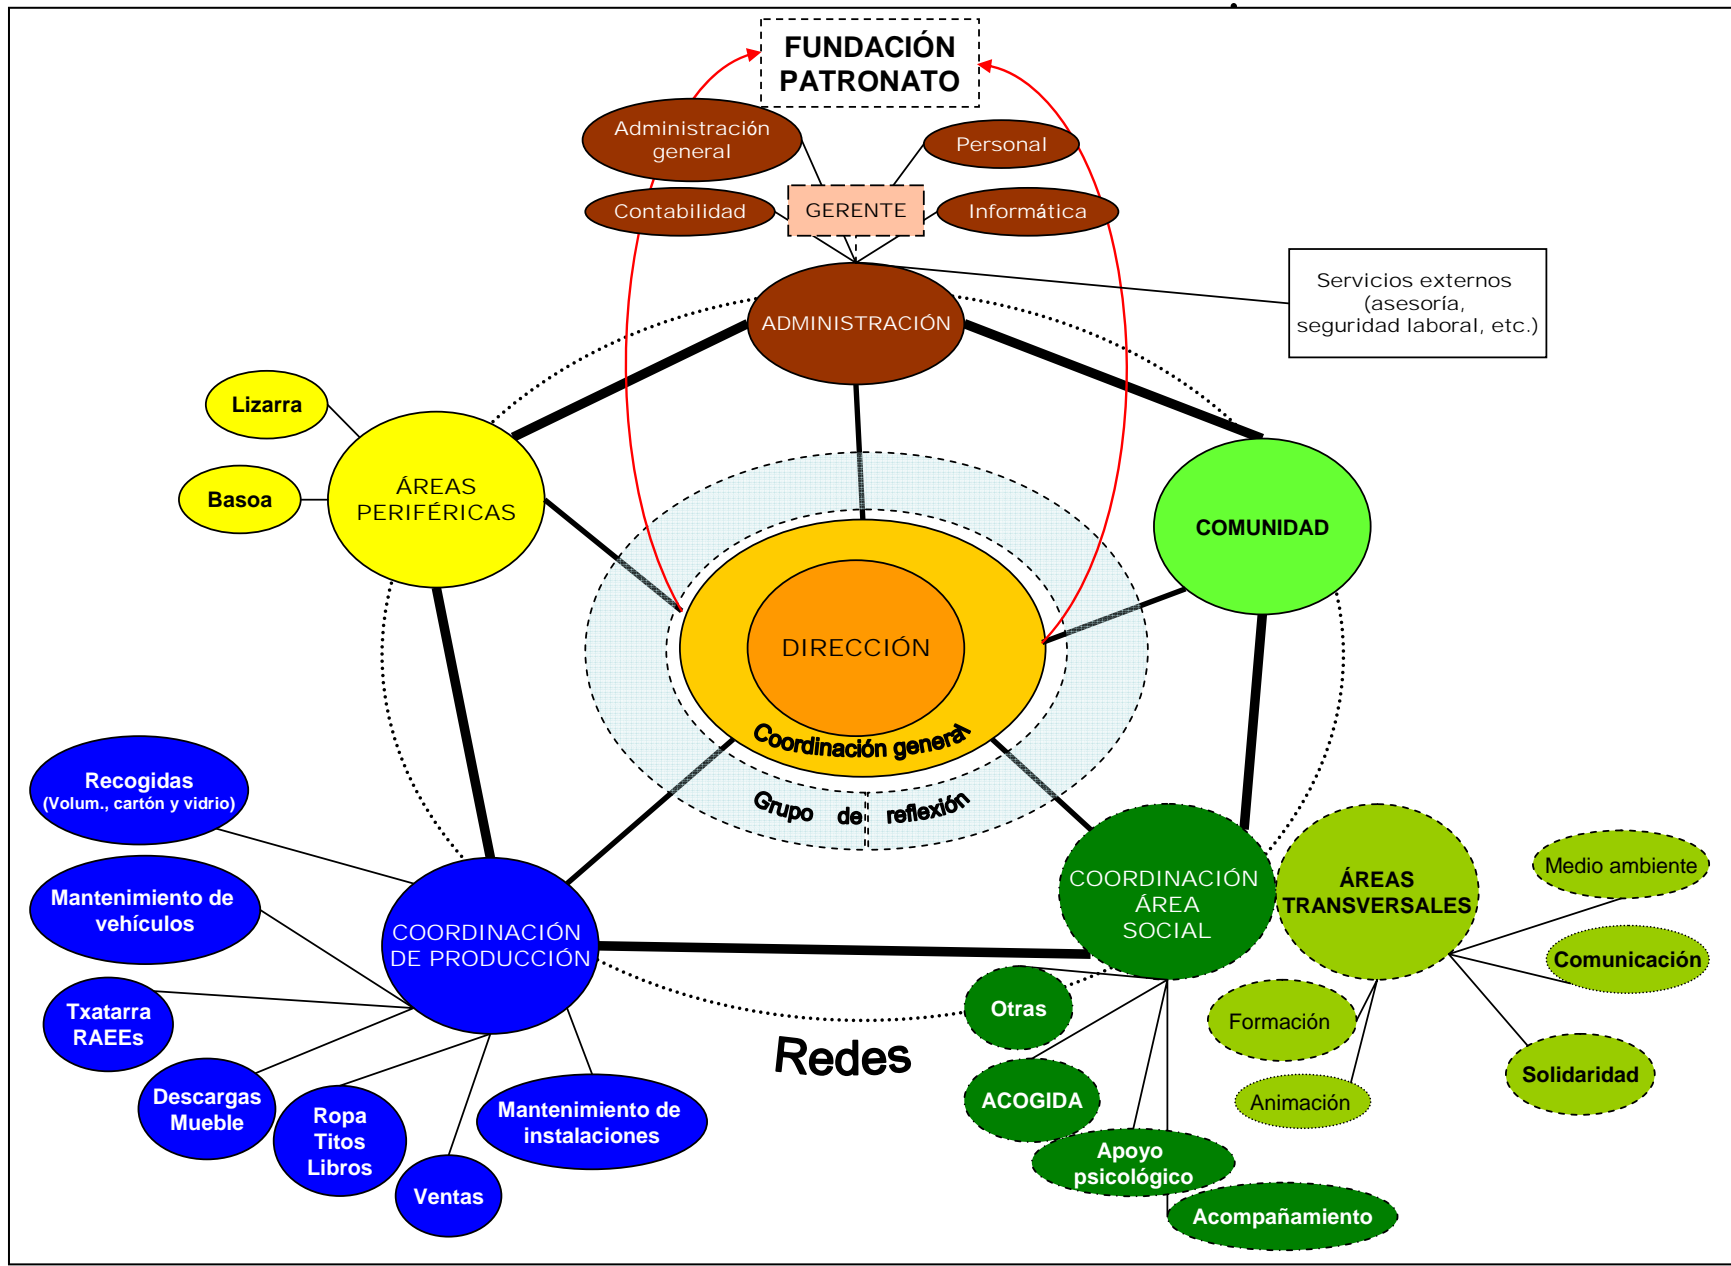 FUNDACIÓN
PATRONATO
Administración
general
Personal
Contabilidad
GERENTE
Informática
Servicios externos
(asesoría,
seguridad laboral, etc.)
ADMINISTRACIÓN
Lizarra
Basoa
ÁREAS
PERIFÉRICAS
COMUNIDAD
DIRECCIÓN
Coordinación general
Grupo de reflexión
Recogidas
(Volum., cartón y vidrio)
Mantenimiento de
vehículos
Txatarra
RAEEs
Descargas
Mueble
Ropa
Titos
Libros
Ventas
Mantenimiento de
instalaciones
COORDINACIÓN
DE PRODUCCIÓN
Redes
COORDINACIÓN
ÁREA
SOCIAL
Otras
ACOGIDA
Apoyo
psicológico
Acompañamiento
ÁREAS
TRANSVERSALES
Medio ambiente
Comunicación
Formación
Animación
Solidaridad